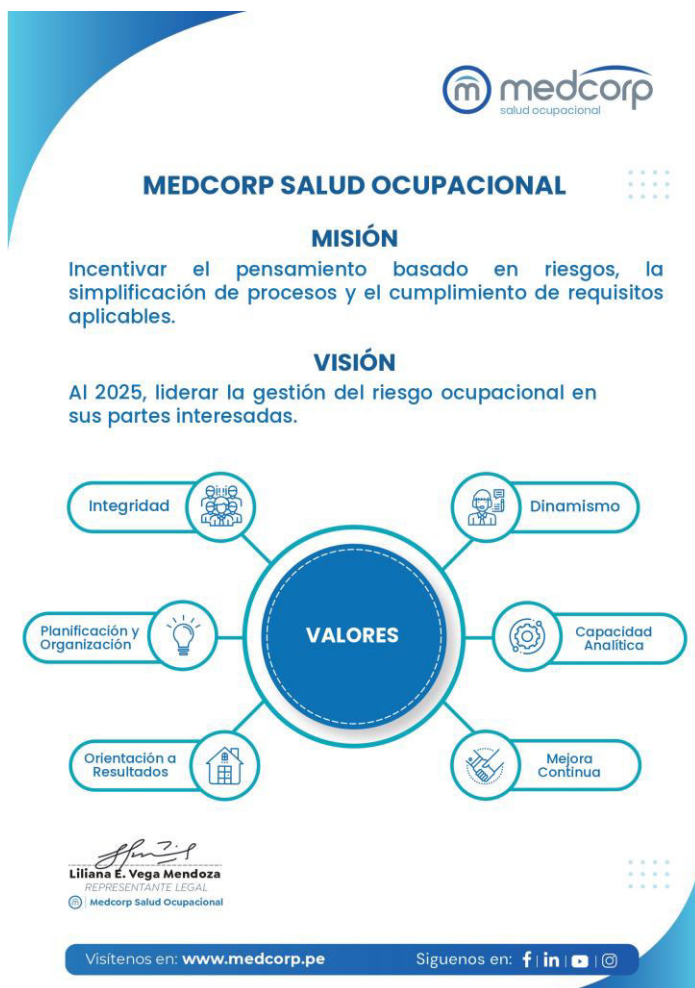 medcorp
salud ocupacional
MEDCORP SALUD OCUPACIONAL
MISIÓN
Incentivar el pensamiento basado en riesgos, la
simplificación de procesos y el cumplimiento de requisitos
aplicables.
VISIÓN
Al 2025, liderar la gestión del riesgo ocupacional en
sus partes interesadas.
Integridad
Dinamismo
Planificación y
Organización
VALORES
Capacidad
Analítica
Orientación a
Resultados
Mejora
Continua
Liliana E. Vega Mendoza
REPRESENTANTE LEGAL
Medcorp Salud Ocupacional
Visítenos en: www.medcorp.pe
Siguenos en: